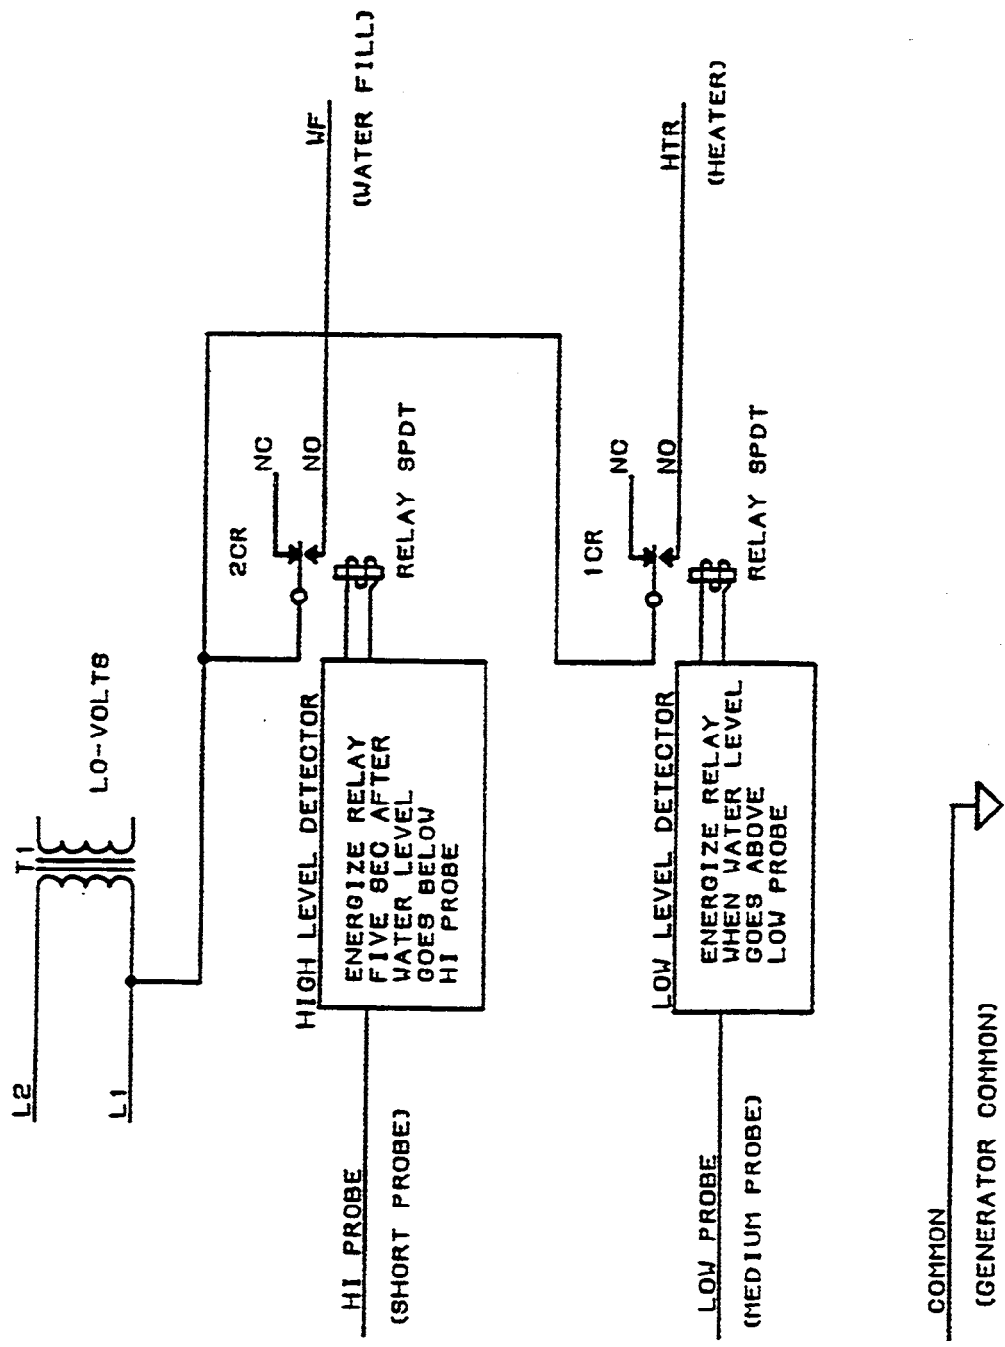 L2
T1
L1
LO-VOLTS
2CR
NC
NO
WF
(WATER FILL)
HIGH LEVEL DETECTOR
HI PROBE
(SHORT PROBE)
ENERGIZE RELAY
FIVE SEC AFTER
WATER LEVEL
GOES BELOW
HI PROBE
RELAY SPDT
1CR
NC
NO
HTR
(HEATER)
LOW LEVEL DETECTOR
LOW PROBE
(MEDIUM PROBE)
ENERGIZE RELAY
WHEN WATER LEVEL
GOES ABOVE
LOW PROBE
RELAY SPDT
COMMON
(GENERATOR COMMON)